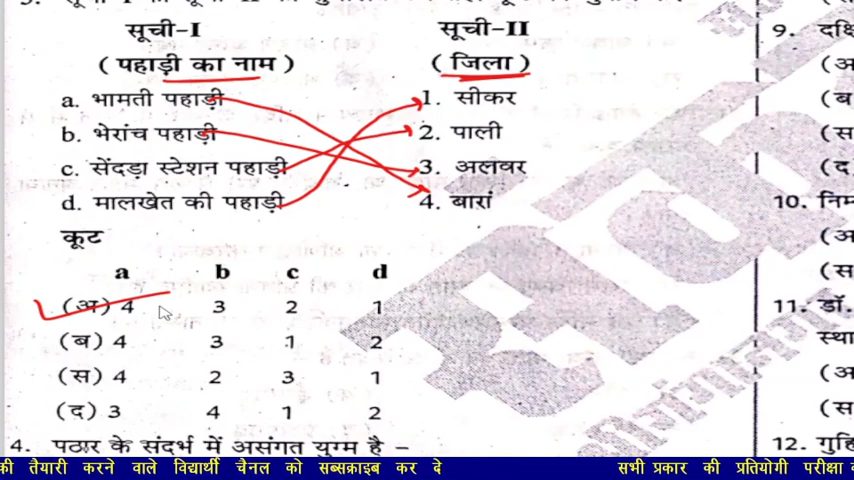 सूची-I सूची-II
(पहाड़ी का नाम) (जिला)
a. भामती पहाड़ी 1. सीकर
b. भेरांच पहाड़ी 2. पाली
c. सेंदड़ा स्टेशन पहाड़ी 3. अलवर
d. मालखेत की पहाड़ी 4. बारां
कूट
a b c d
(अ) 4 3 2 1
(ब) 4 3 1 2
(स) 4 2 3 1
(द) 3 4 1 2
4. पठार के संदर्भ में असंगत युग्म है –
9. दक्षि
(अ
(ब
(स
(द
10. निम
(अ
(स
11. डॉ.
स्था
(अ
(स
12. गुहि
की तैयारी करने वाले विद्यार्थी चैनल को सब्सक्राइब कर दे सभी प्रकार की प्रतियोगी परीक्षा